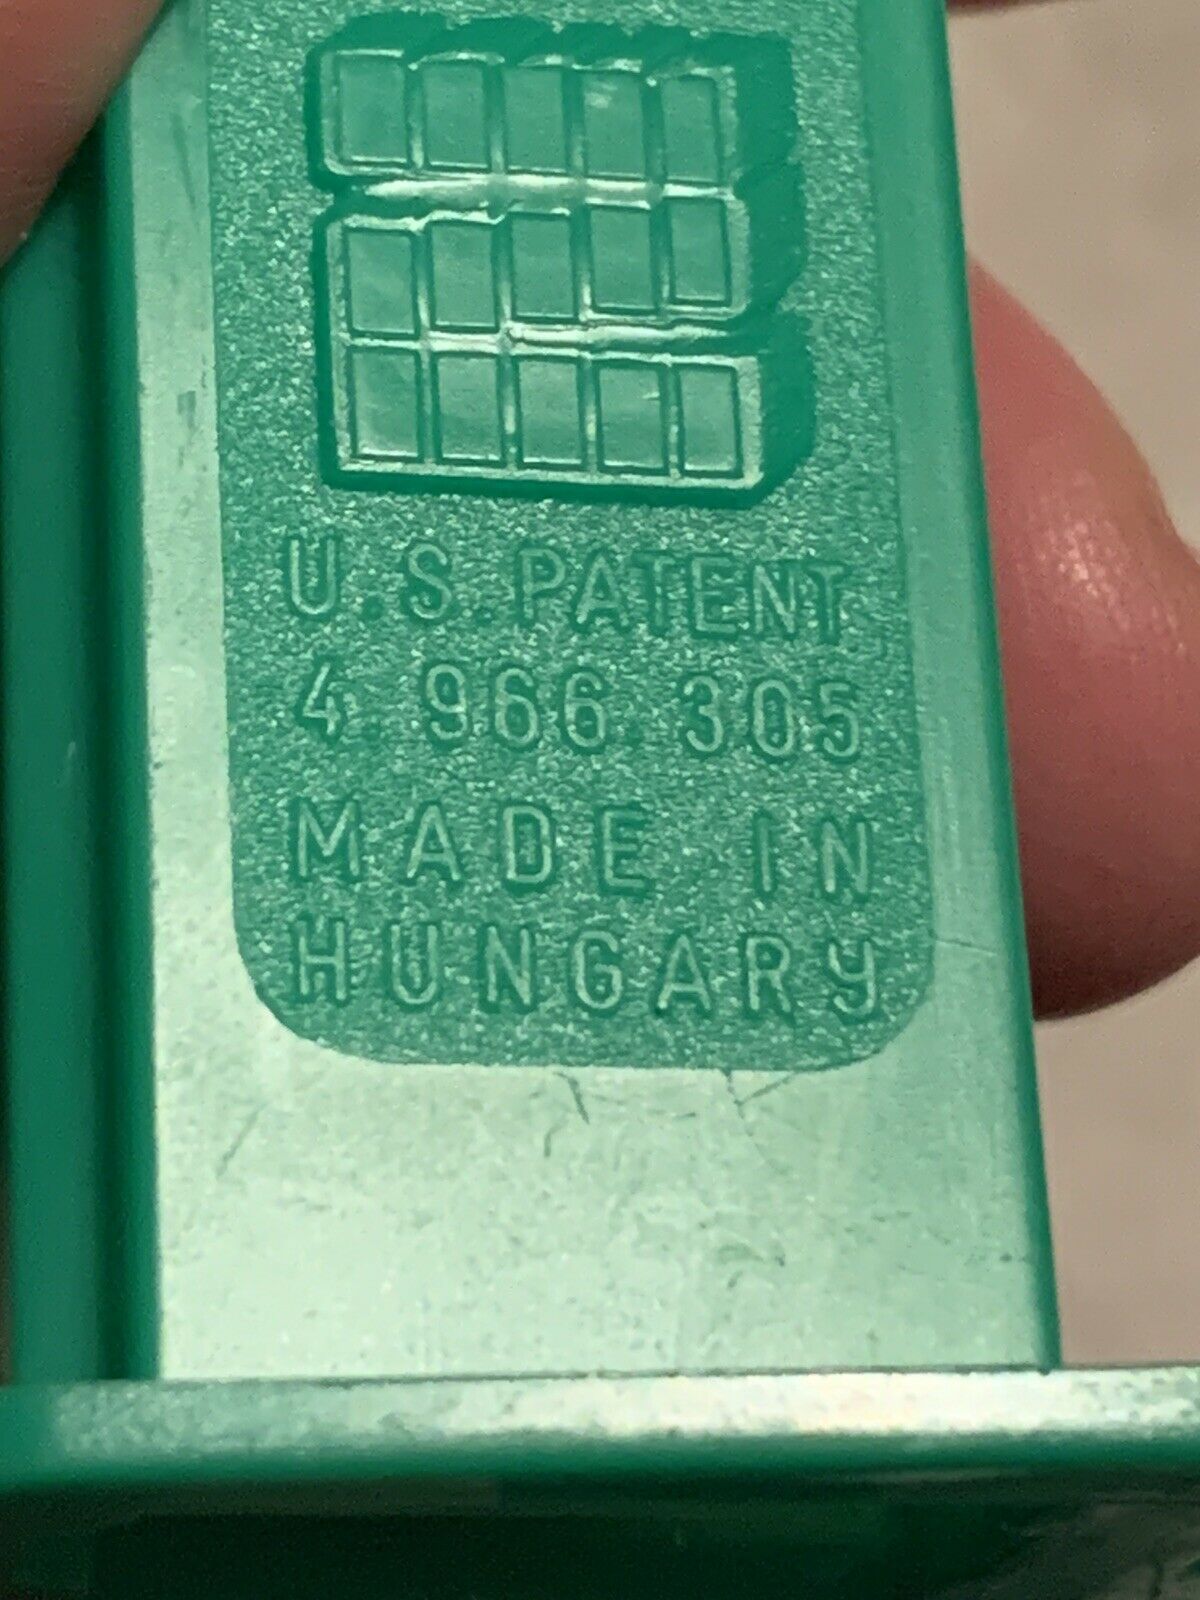 U.S. PATENT
4 966 305
MADE IN
HUNGARY